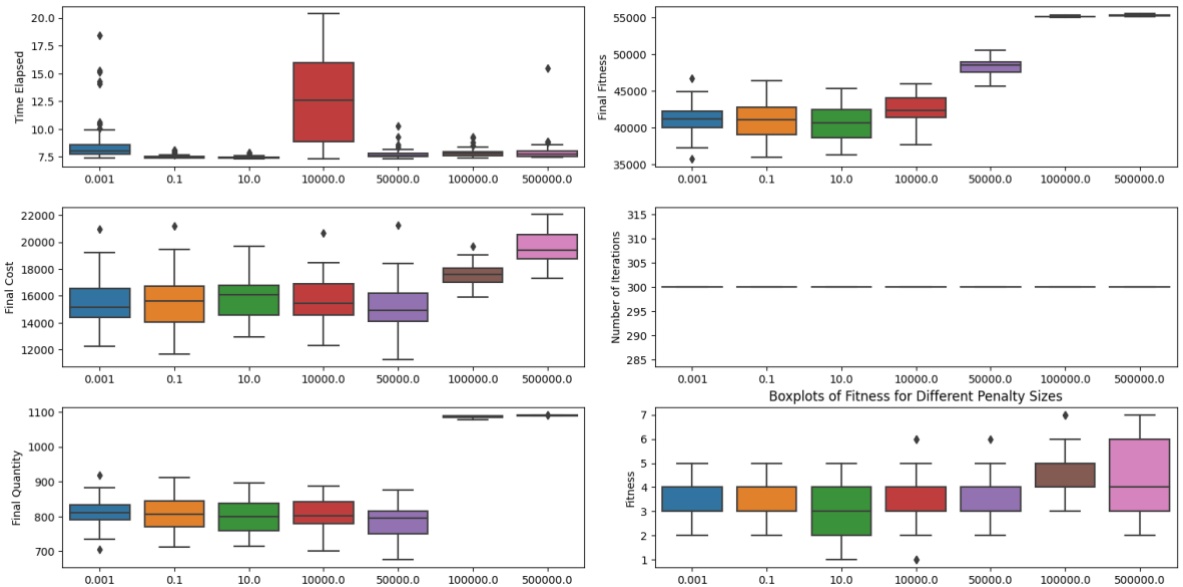 Time Elapsed
20.0
17.5
15.0
12.5
10.0
7.5
0.001 0.1 10.0 10000.0 50000.0 100000.0 500000.0
Final Fitness
55000
50000
45000
40000
35000
0.001 0.1 10.0 10000.0 50000.0 100000.0 500000.0
Final Cost
22000
20000
18000
16000
14000
12000
0.001 0.1 10.0 10000.0 50000.0 100000.0 500000.0
Number of Iterations
315
310
305
300
295
290
285
0.001 0.1 10.0 10000.0 50000.0 100000.0 500000.0
Final Quantity
1100
1000
900
800
700
0.001 0.1 10.0 10000.0 50000.0 100000.0 500000.0
Boxplots of Fitness for Different Penalty Sizes
Fitness
7
6
5
4
3
2
1
0.001 0.1 10.0 10000.0 50000.0 100000.0 500000.0